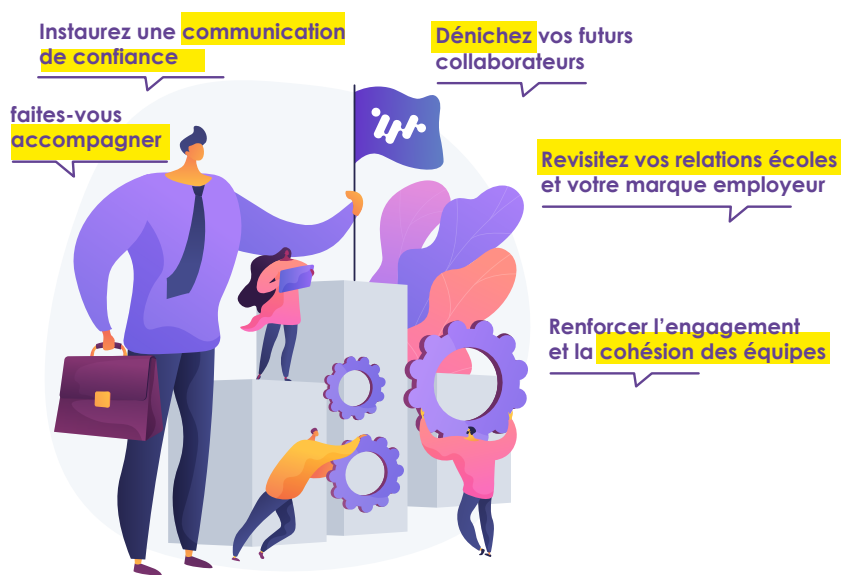 Instaurez une communication
de confiance
faites-vous
accompagner
Dénichez vos futurs
collaborateurs
Revisitez vos relations écoles
et votre marque employeur
Renforcer l’engagement
et la cohésion des équipes